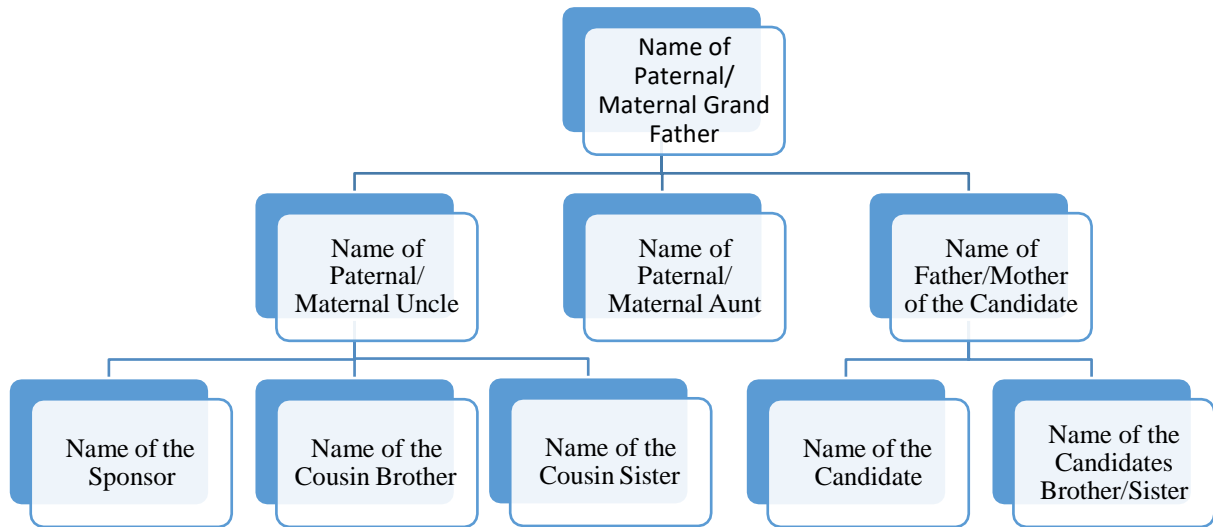 Name of
Paternal/
Maternal Grand
Father
Name of
Paternal/
Maternal Uncle
Name of
Paternal/
Maternal Aunt
Name of
Father/Mother
of the Candidate
Name of the
Sponsor
Name of the
Cousin Brother
Name of the
Cousin Sister
Name of the
Candidate
Name of the
Candidates
Brother/Sister